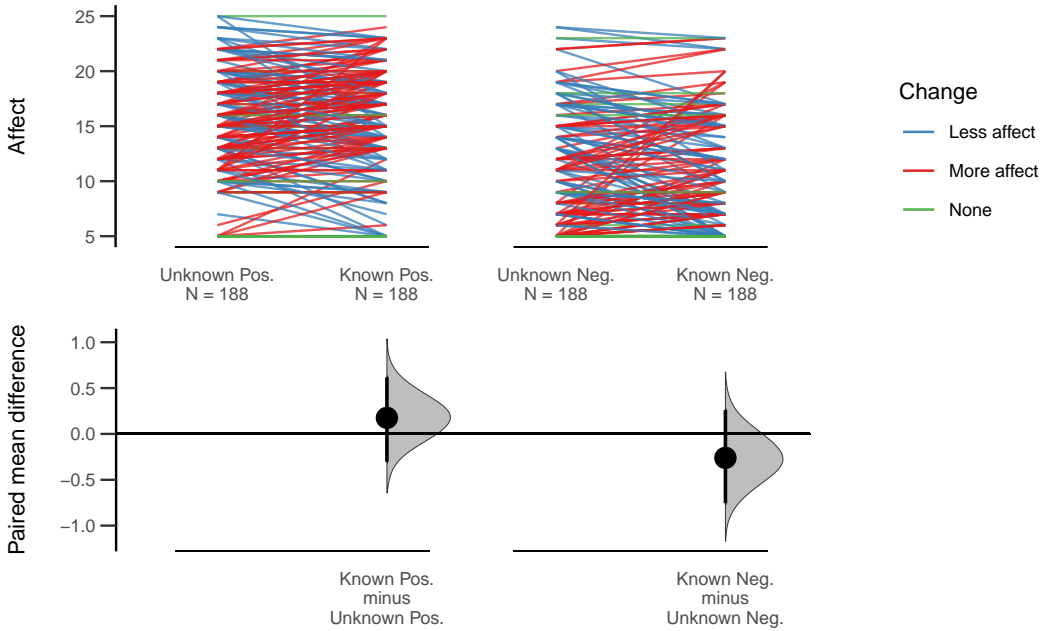 Affect
25
20
15
10
5
Unknown Pos.
N = 188
Known Pos.
N = 188
Unknown Neg.
N = 188
Known Neg.
N = 188
Change
Less affect
More affect
None
Paired mean difference
1.0
0.5
0.0
−0.5
−1.0
Known Pos.
minus
Unknown Pos.
Known Neg.
minus
Unknown Neg.